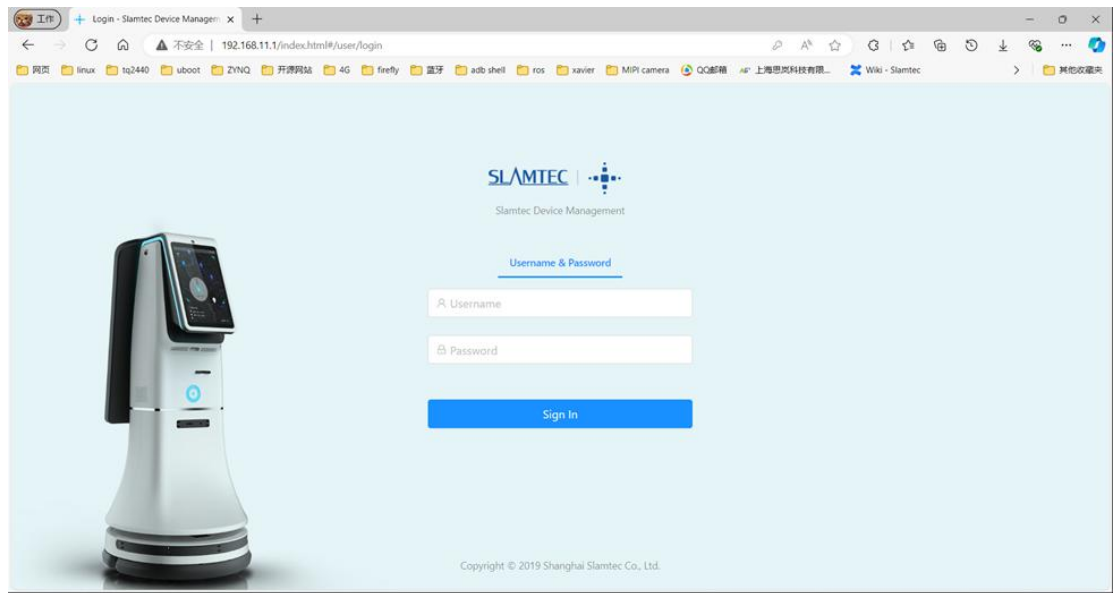 工作
Login - Slamtec Device Managem
不安全 | 192.168.11.1/index.html#/user/login
网页 linux tq2440 uboot ZYNQ 开源网站 4G firefly 蓝牙 adb shell ros xavier MIPI camera QQ邮箱 上海思岚科技有限... Wiki - Slamtec 其他收藏夹
SLAMTEC
Slamtec Device Management
Username & Password
Username
Password
Sign In
Copyright © 2019 Shanghai Slamtec Co., Ltd.